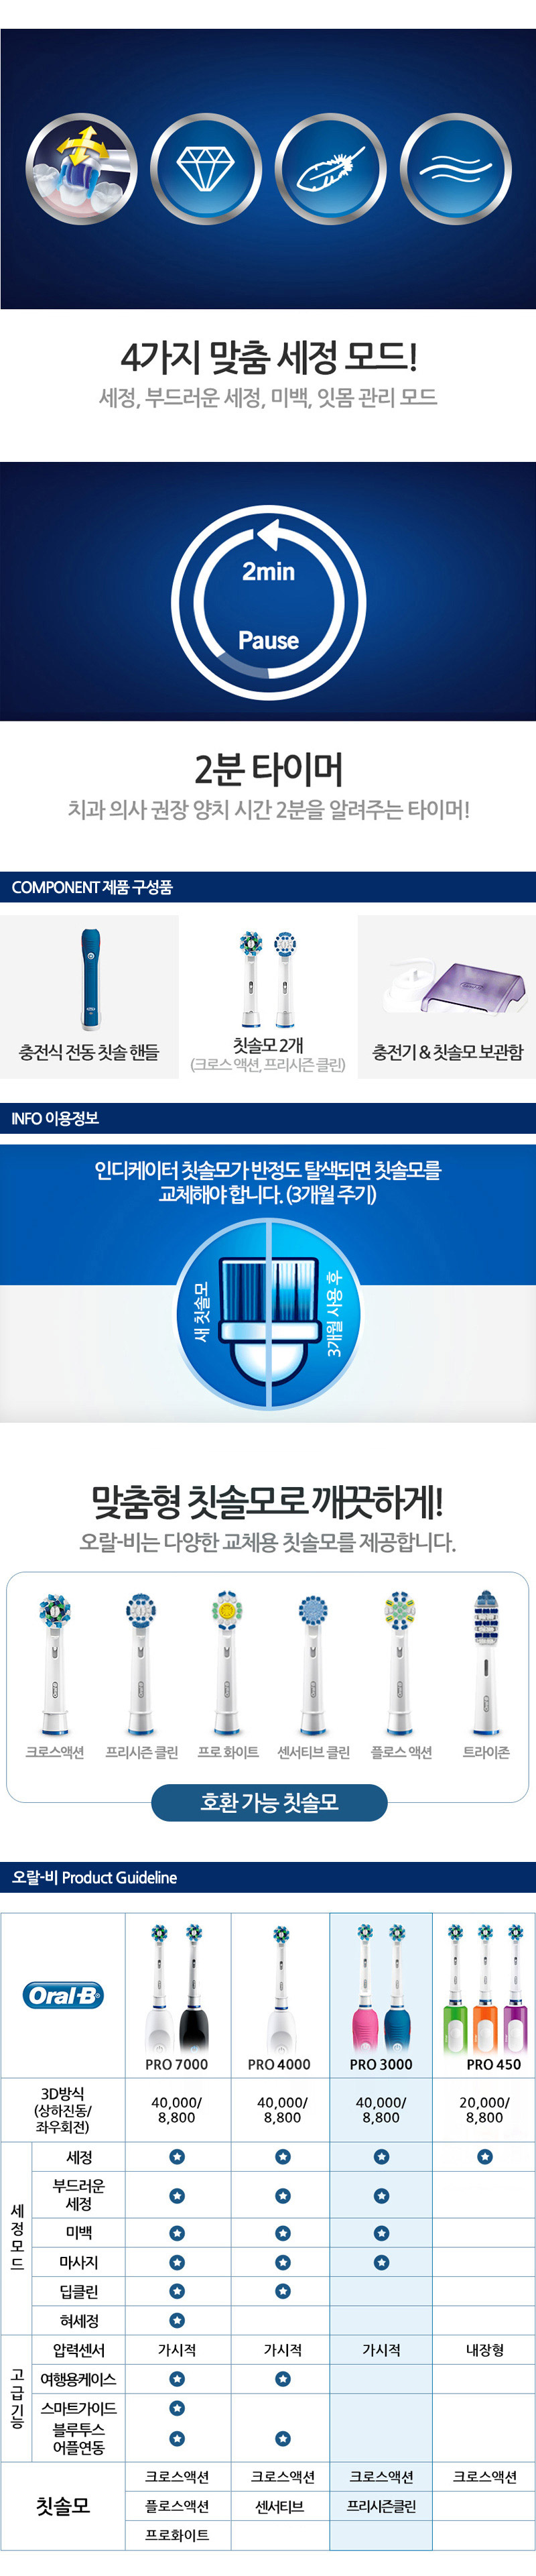 4가지 맞춤 세정 모드!
세정, 부드러운 세정, 미백, 잇몸 관리 모드
2min
Pause
2분 타이머
치과 의사 권장 양치 시간 2분을 알려주는 타이머!
COMPONENT 제품 구성품
충전식 전동 칫솔 핸들
칫솔모 2개
(크로스 액션, 프리시즌 클린)
충전기 & 칫솔모 보관함
INFO 이용정보
인디케이터 칫솔모가 반정도 탈색되면 칫솔모를
교체해야 합니다. (3개월 주기)
새 칫솔모
3개월 사용 후
맞춤형 칫솔모로 깨끗하게!
오랄-비는 다양한 교체용 칫솔모를 제공합니다.
크로스액션 프리시즌 클린 프로 화이트 센서티브 클린 플로스 액션 트라이존
호환 가능 칫솔모
오랄-비 Product Guideline
Oral-B
PRO 7000 PRO 4000 PRO 3000 PRO 450
3D방식
(상하진동/
좌우회전)
40,000/
8,800
40,000/
8,800
40,000/
8,800
20,000/
8,800
세정모드
세정
부드러운
세정
미백
마사지
딥클린
혀세정
고급기능
압력센서 가시적 가시적 가시적 내장형
여행용케이스
스마트가이드
블루투스
어플연동
칫솔모
크로스액션 크로스액션 크로스액션 크로스액션
플로스액션 센서티브 프리시즌클린
프로화이트